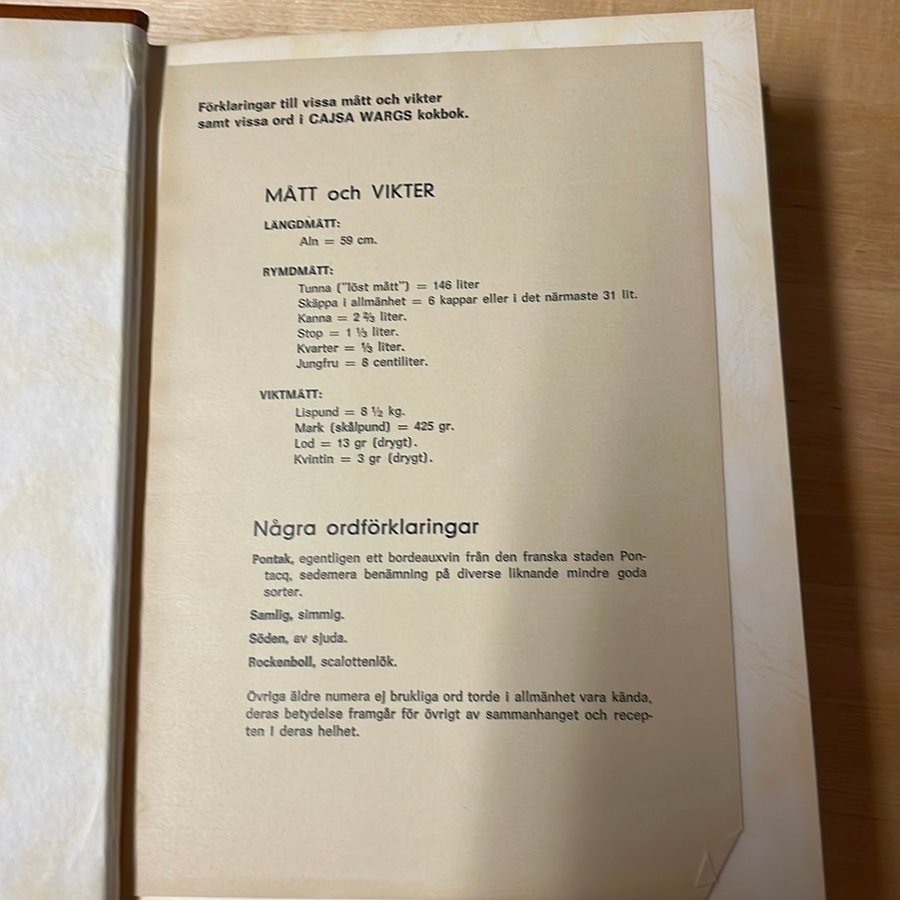 Förklaringar till vissa mått och vikter
samt vissa ord i CAJSA WARGS kokbok.
MÅTT och VIKTER
LÄNGDMÅTT:
Aln = 59 cm.
RYMDMÅTT:
Tunna ("löst mått") = 146 liter
Skäppa i allmänhet = 6 kappar eller i det närmaste 31 lit.
Kanna = 2 ⅔ liter.
Stop = 1 ⅓ liter.
Kvarter = ⅓ liter.
Jungfru = 8 centiliter.
VIKTMÅTT:
Lispund = 8 ½ kg.
Mark (skålpund) = 425 gr.
Lod = 13 gr (drygt).
Kvintin = 3 gr (drygt).
Några ordförklaringar
Pontak, egentligen ett bordeauxvin från den franska staden Pon-
tacq, sedemera benämning på diverse liknande mindre goda
sorter.
Samlig, simmig.
Söden, av sjuda.
Rockenboll, scalottenlök.
Övriga äldre numera ej brukliga ord torde i allmänhet vara kända,
deras betydelse framgår för övrigt av sammanhanget och recep-
ten i deras helhet.